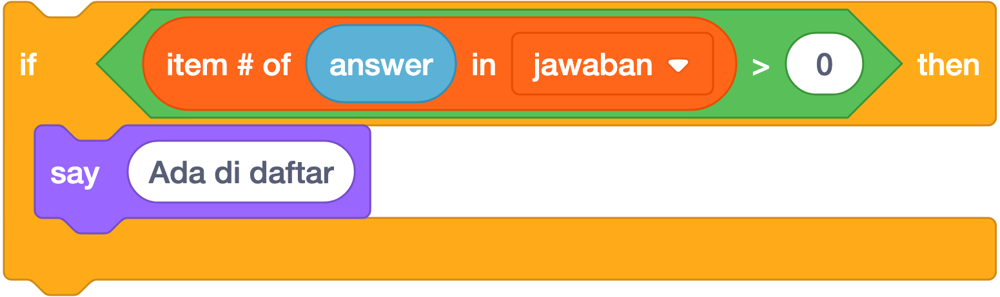 if item # of answer in jawaban > 0 then
say Ada di daftar